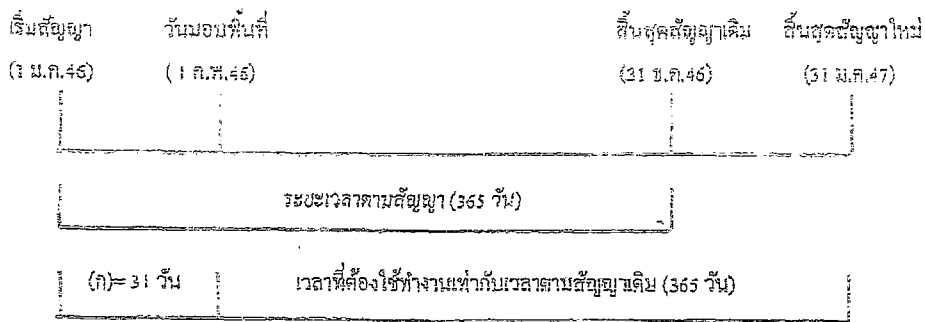 เริ่มสัญญา วันมอบพื้นที่ สิ้นสุดสัญญาเดิม สิ้นสุดสัญญาใหม่
(1 ม.ค.46) (1 ก.พ.46) (31 ธ.ค.46) (31 ม.ค.47)
ระยะเวลาตามสัญญา (365 วัน)
(ก)= 31 วัน เวลาที่ต้องใช้ทำงานเท่ากับเวลาตามสัญญาเดิม (365 วัน)